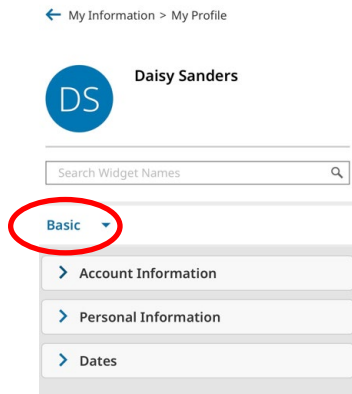 My Information > My Profile
Daisy Sanders
DS
Search Widget Names
Basic
Account Information
Personal Information
Dates